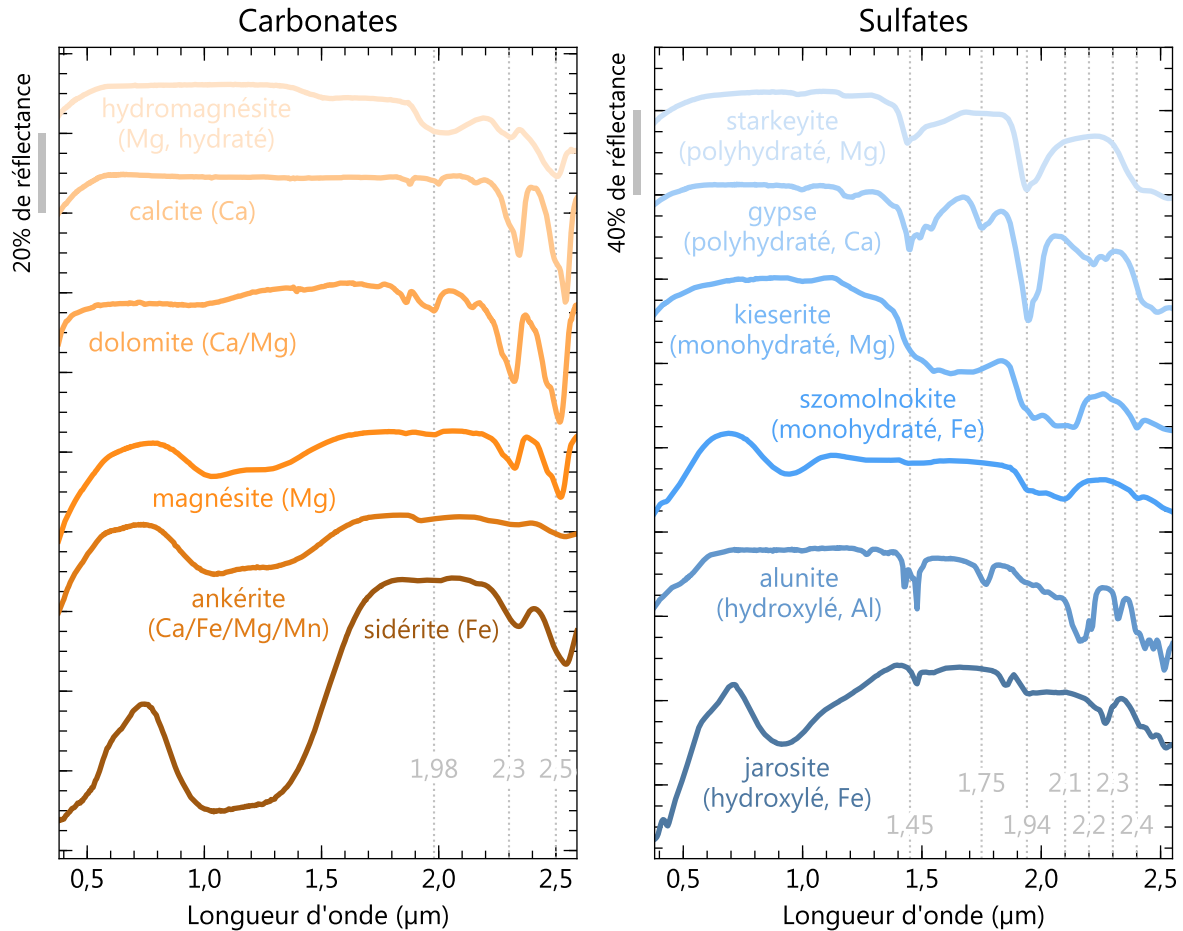 Carbonates
20% de réflectance
hydromagnésite
(Mg, hydraté)
calcite (Ca)
dolomite (Ca/Mg)
magnésite (Mg)
ankérite
(Ca/Fe/Mg/Mn)
sidérite (Fe)
1,98
2,3
2,5
0,5
1,0
1,5
2,0
2,5
Longueur d'onde (µm)
Sulfates
40% de réflectance
starkeyite
(polyhydraté, Mg)
gypse
(polyhydraté, Ca)
kieserite
(monohydraté, Mg)
szomolnokite
(monohydraté, Fe)
alunite
(hydroxylé, Al)
jarosite
(hydroxylé, Fe)
1,75
2,1
2,3
1,45
1,94
2,2
2,4
0,5
1,0
1,5
2,0
2,5
Longueur d'onde (µm)